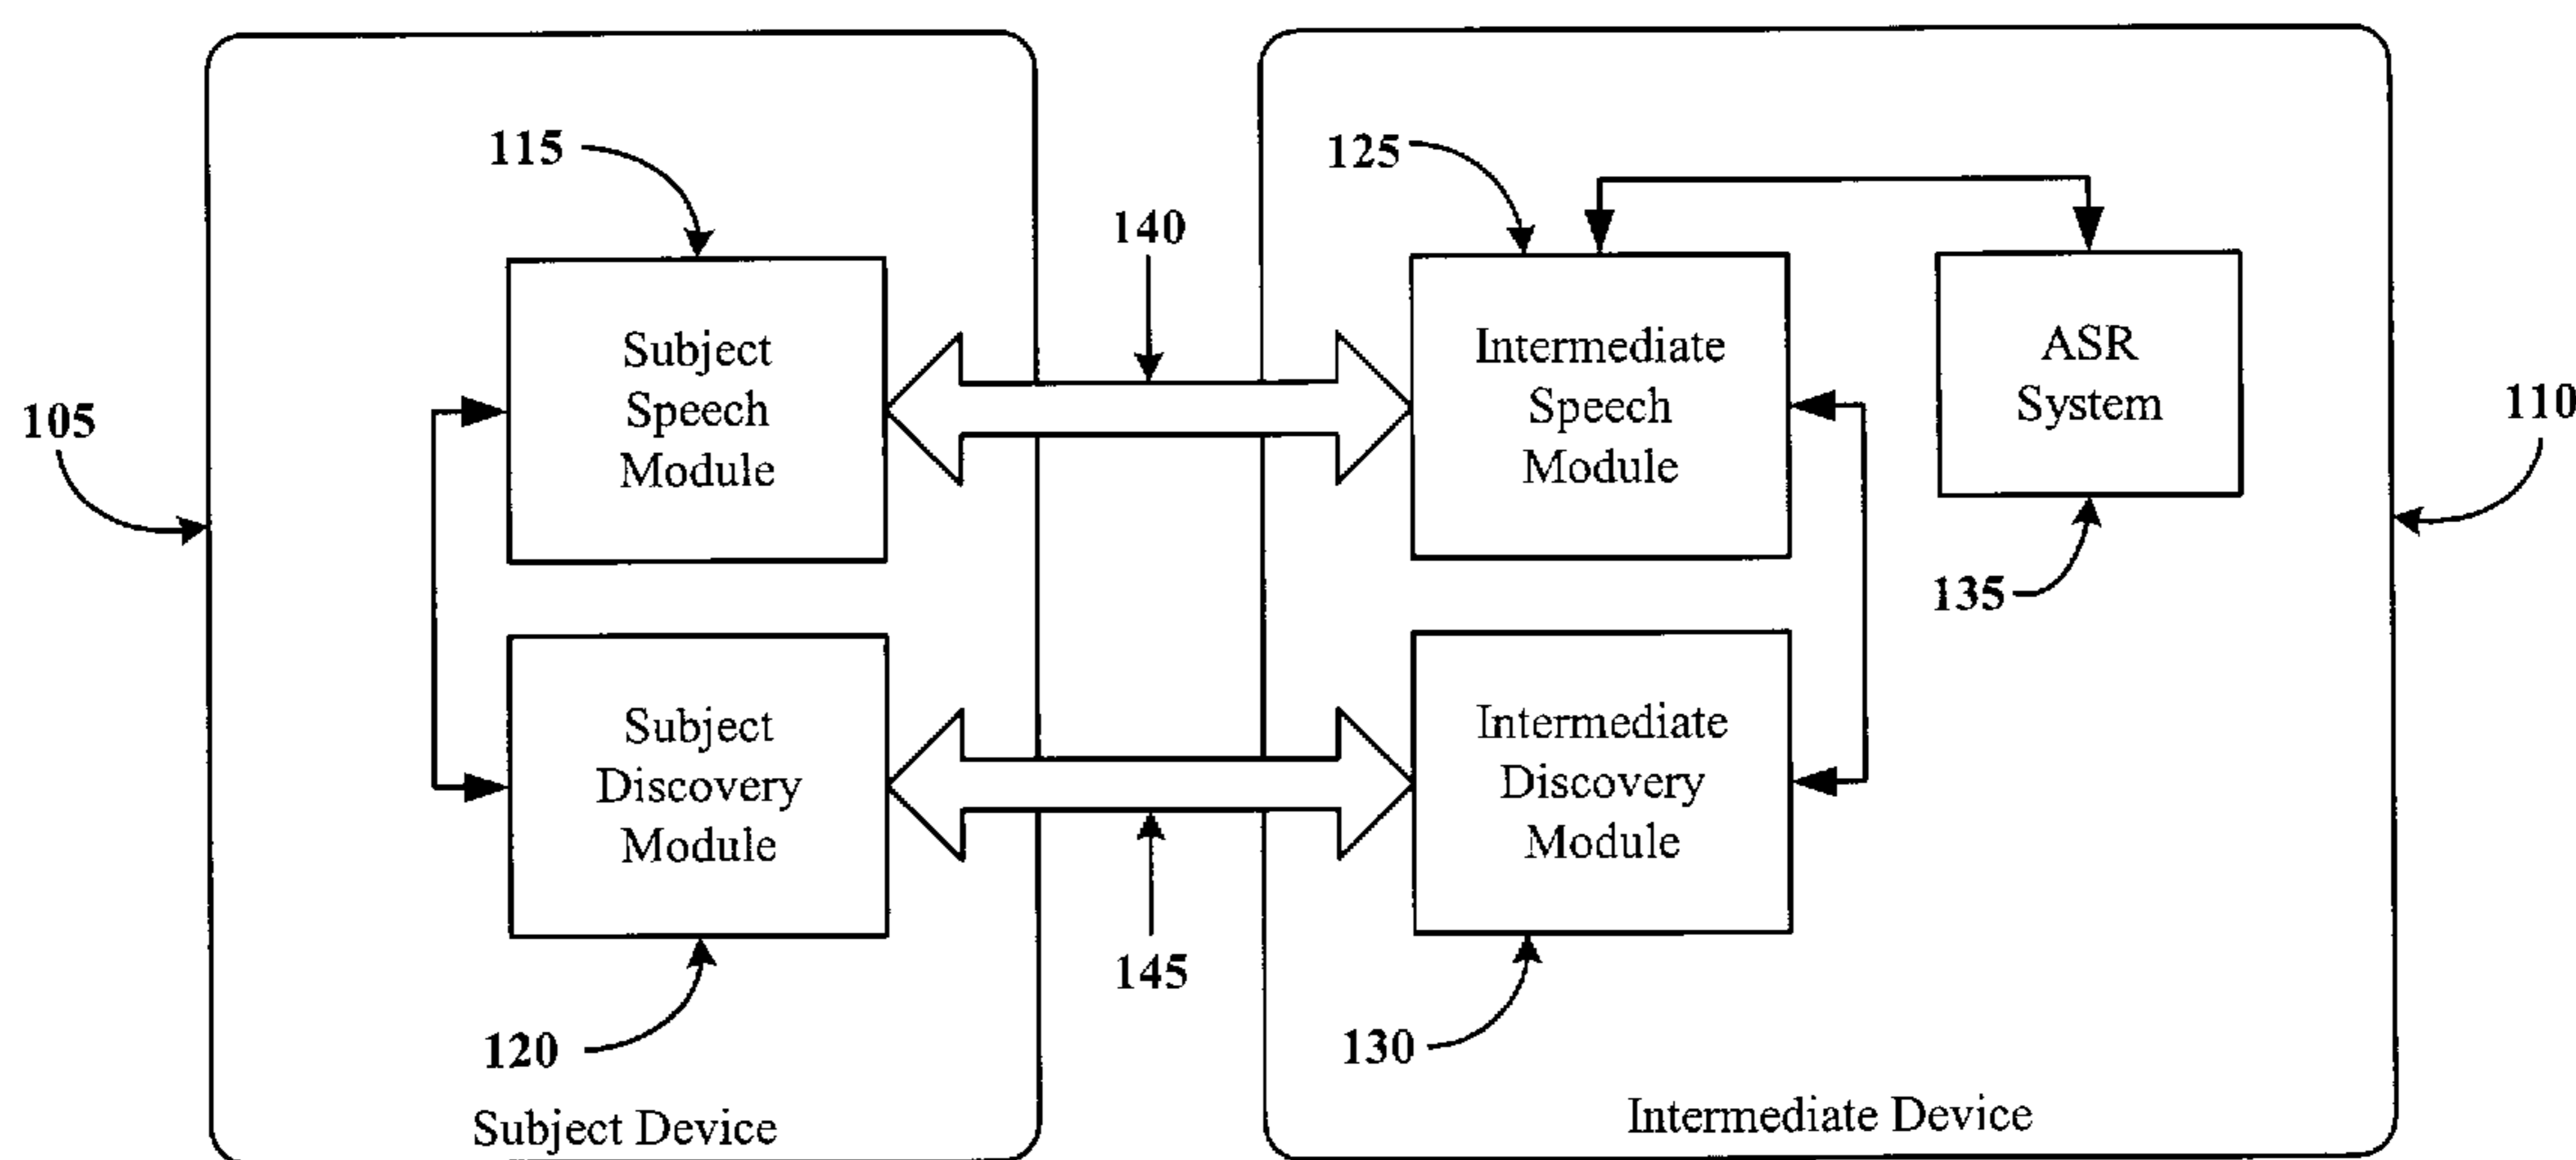 115
125
140
Subject
Speech
Module
Intermediate
Speech
Module
ASR
System
105
110
135
Subject
Discovery
Module
Intermediate
Discovery
Module
145
120
130
Subject Device
Intermediate Device